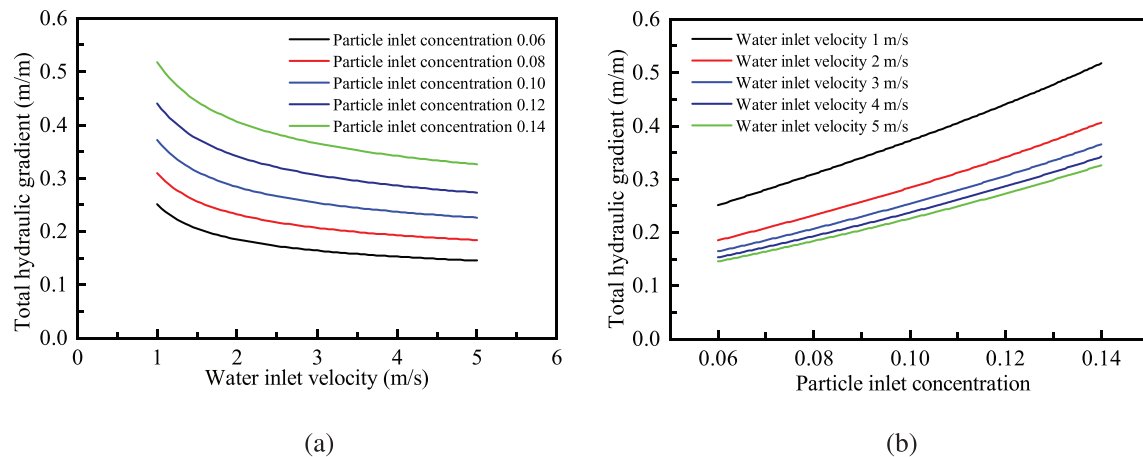 Total hydraulic gradient (m/m)
0.6
0.5
0.4
0.3
0.2
0.1
0.0
Particle inlet concentration 0.06
Particle inlet concentration 0.08
Particle inlet concentration 0.10
Particle inlet concentration 0.12
Particle inlet concentration 0.14
0 1 2 3 4 5 6
Water inlet velocity (m/s)
(a)
Total hydraulic gradient (m/m)
0.6
0.5
0.4
0.3
0.2
0.1
0.0
Water inlet velocity 1 m/s
Water inlet velocity 2 m/s
Water inlet velocity 3 m/s
Water inlet velocity 4 m/s
Water inlet velocity 5 m/s
0.06 0.08 0.10 0.12 0.14
Particle inlet concentration
(b)